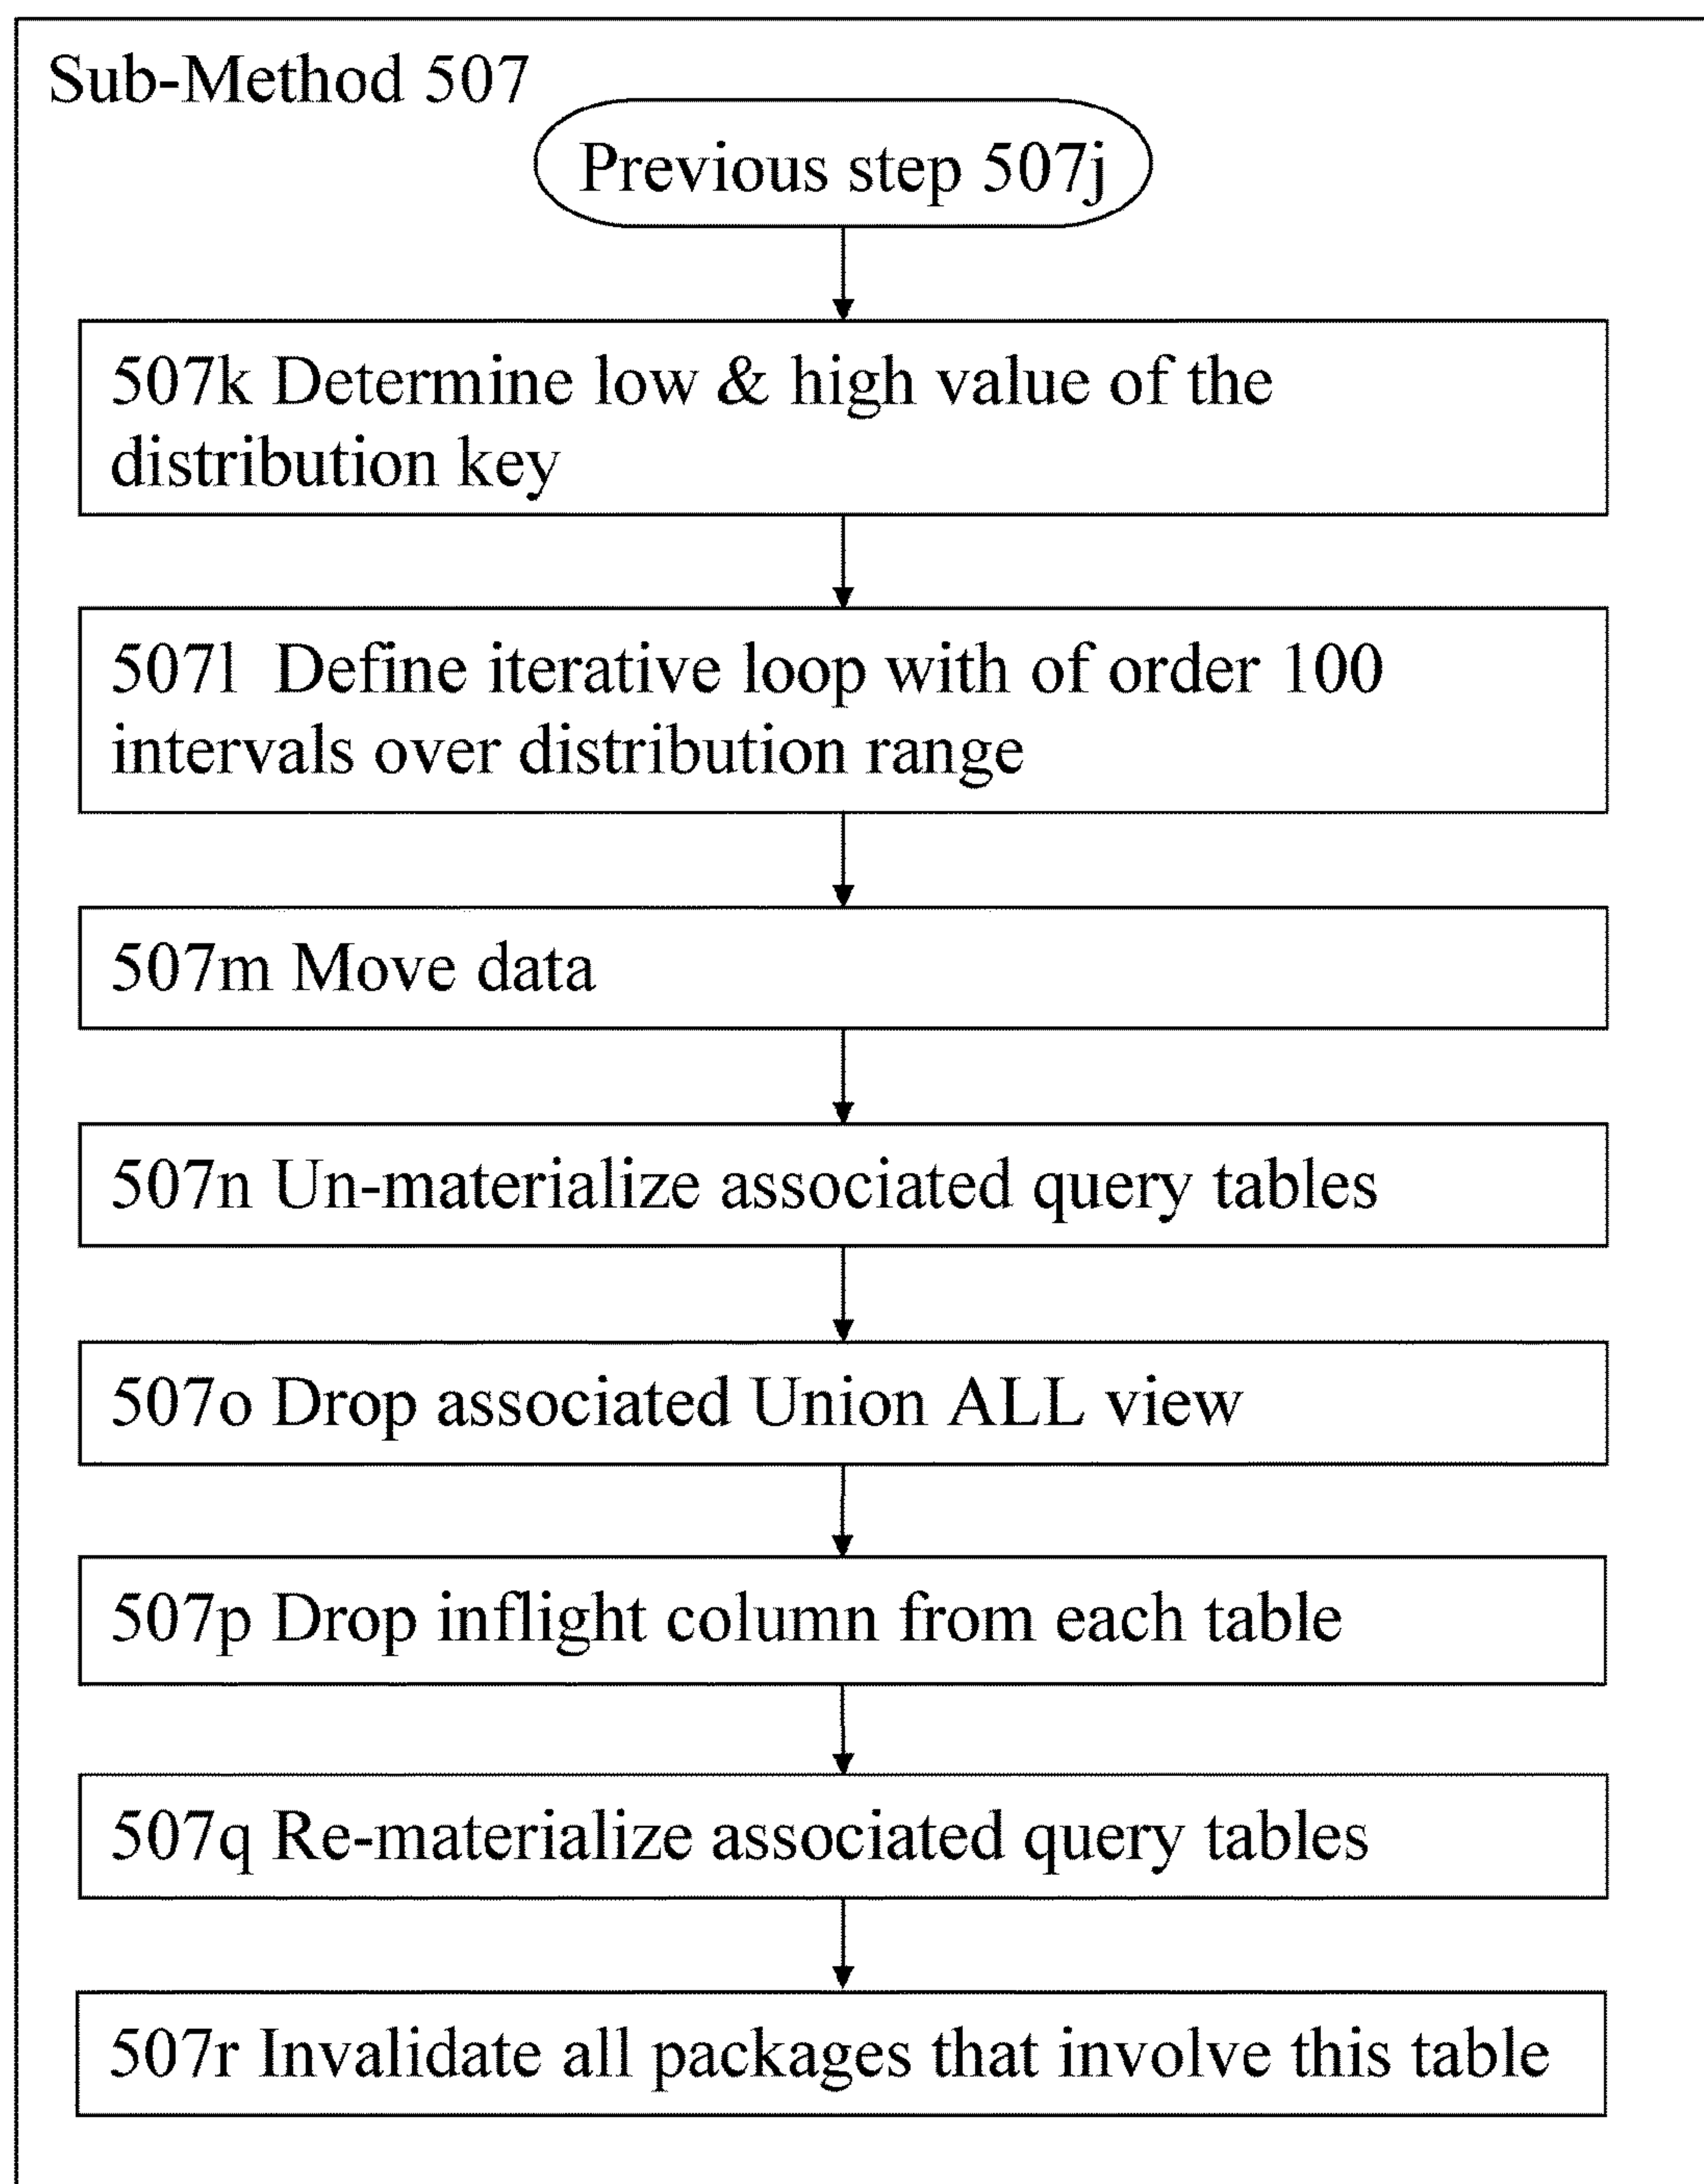 Sub-Method 507
Previous step 507j
507k Determine low & high value of the
distribution key
507l Define iterative loop with of order 100
intervals over distribution range
507m Move data
507n Un-materialize associated query tables
507o Drop associated Union ALL view
507p Drop inflight column from each table
507q Re-materialize associated query tables
507r Invalidate all packages that involve this table